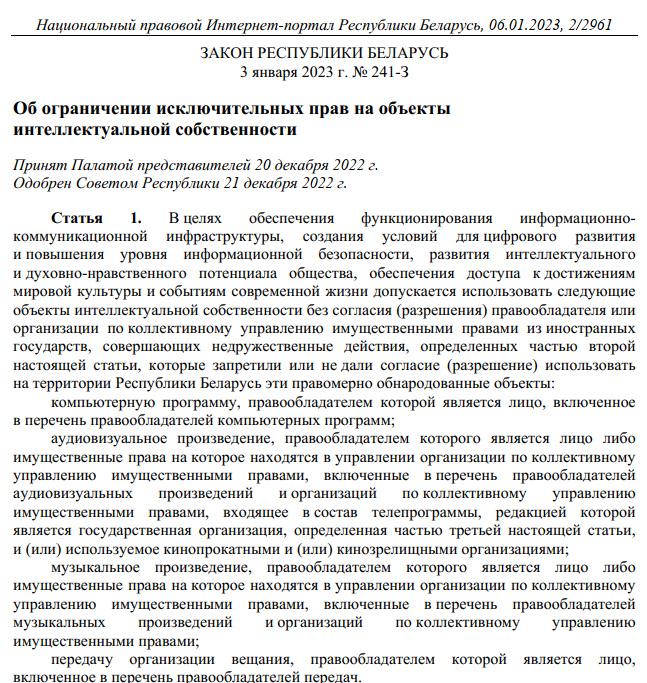 Национальный правовой Интернет-портал Республики Беларусь, 06.01.2023, 2/2961
ЗАКОН РЕСПУБЛИКИ БЕЛАРУСЬ
3 января 2023 г. № 241-З
Об ограничении исключительных прав на объекты
интеллектуальной собственности
Принят Палатой представителей 20 декабря 2022 г.
Одобрен Советом Республики 21 декабря 2022 г.
Статья 1. В целях обеспечения функционирования информационно-
коммуникационной инфраструктуры, создания условий для цифрового развития
и повышения уровня информационной безопасности, развития интеллектуального
и духовно-нравственного потенциала общества, обеспечения доступа к достижениям
мировой культуры и событиям современной жизни допускается использовать следующие
объекты интеллектуальной собственности без согласия (разрешения) правообладателя или
организации по коллективному управлению имущественными правами из иностранных
государств, совершающих недружественные действия, определенных частью второй
настоящей статьи, которые запретили или не дали согласие (разрешение) использовать
на территории Республики Беларусь эти правомерно обнародованные объекты:
компьютерную программу, правообладателем которой является лицо, включенное
в перечень правообладателей компьютерных программ;
аудиовизуальное произведение, правообладателем которого является лицо либо
имущественные права на которое находятся в управлении организации по коллективному
управлению имущественными правами, включенные в перечень правообладателей
аудиовизуальных произведений и организаций по коллективному управлению
имущественными правами, входящее в состав телепрограммы, редакцией которой
является государственная организация, определенная частью третьей настоящей статьи,
и (или) используемое кинопрокатными и (или) кинозрелищными организациями;
музыкальное произведение, правообладателем которого является лицо либо
имущественные права на которое находятся в управлении организации по коллективному
управлению имущественными правами, включенные в перечень правообладателей
музыкальных произведений и организаций по коллективному управлению
имущественными правами;
передачу организации вещания, правообладателем которой является лицо,
включенное в перечень правообладателей передач.